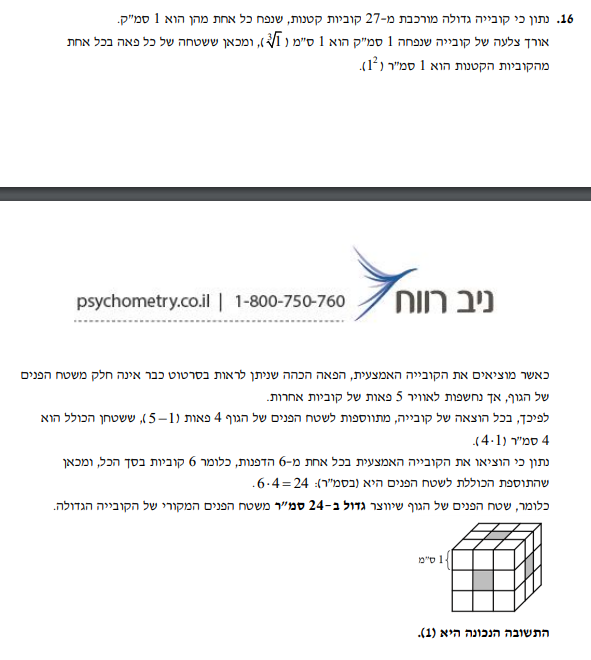 16. נתון כי קובייה גדולה מורכבת מ-27 קוביות קטנות, שנפח כל אחת מהן הוא 1 סמ"ק.
אורך צלעה של קובייה שנפחה 1 סמ"ק הוא 1 ס"מ (∛1), ומכאן ששטחה של כל פאה בכל אחת
מהקוביות הקטנות הוא 1 סמ"ר (1²).
ניב רווח
psychometry.co.il | 1-800-750-760
כאשר מוציאים את הקובייה האמצעית, הפאה הכהה שניתן לראות בסרטוט כבר אינה חלק משטח הפנים
של הגוף, אך נחשפות לאוויר 5 פאות של קוביות אחרות.
לפיכך, בכל הוצאה של קובייה, מתווספות לשטח הפנים של הגוף 4 פאות (5−1), ששטחן הכולל הוא
4 סמ"ר (4·1).
נתון כי הוציאו את הקובייה האמצעית בכל אחת מ-6 הדפנות, כלומר 6 קוביות בסך הכל, ומכאן
שהתוספת הכוללת לשטח הפנים היא (בסמ"ר): 6·4=24.
כלומר, שטח הפנים של הגוף שיווצר גדול ב-24 סמ"ר משטח הפנים המקורי של הקובייה הגדולה.
1 ס"מ
התשובה הנכונה היא (1).